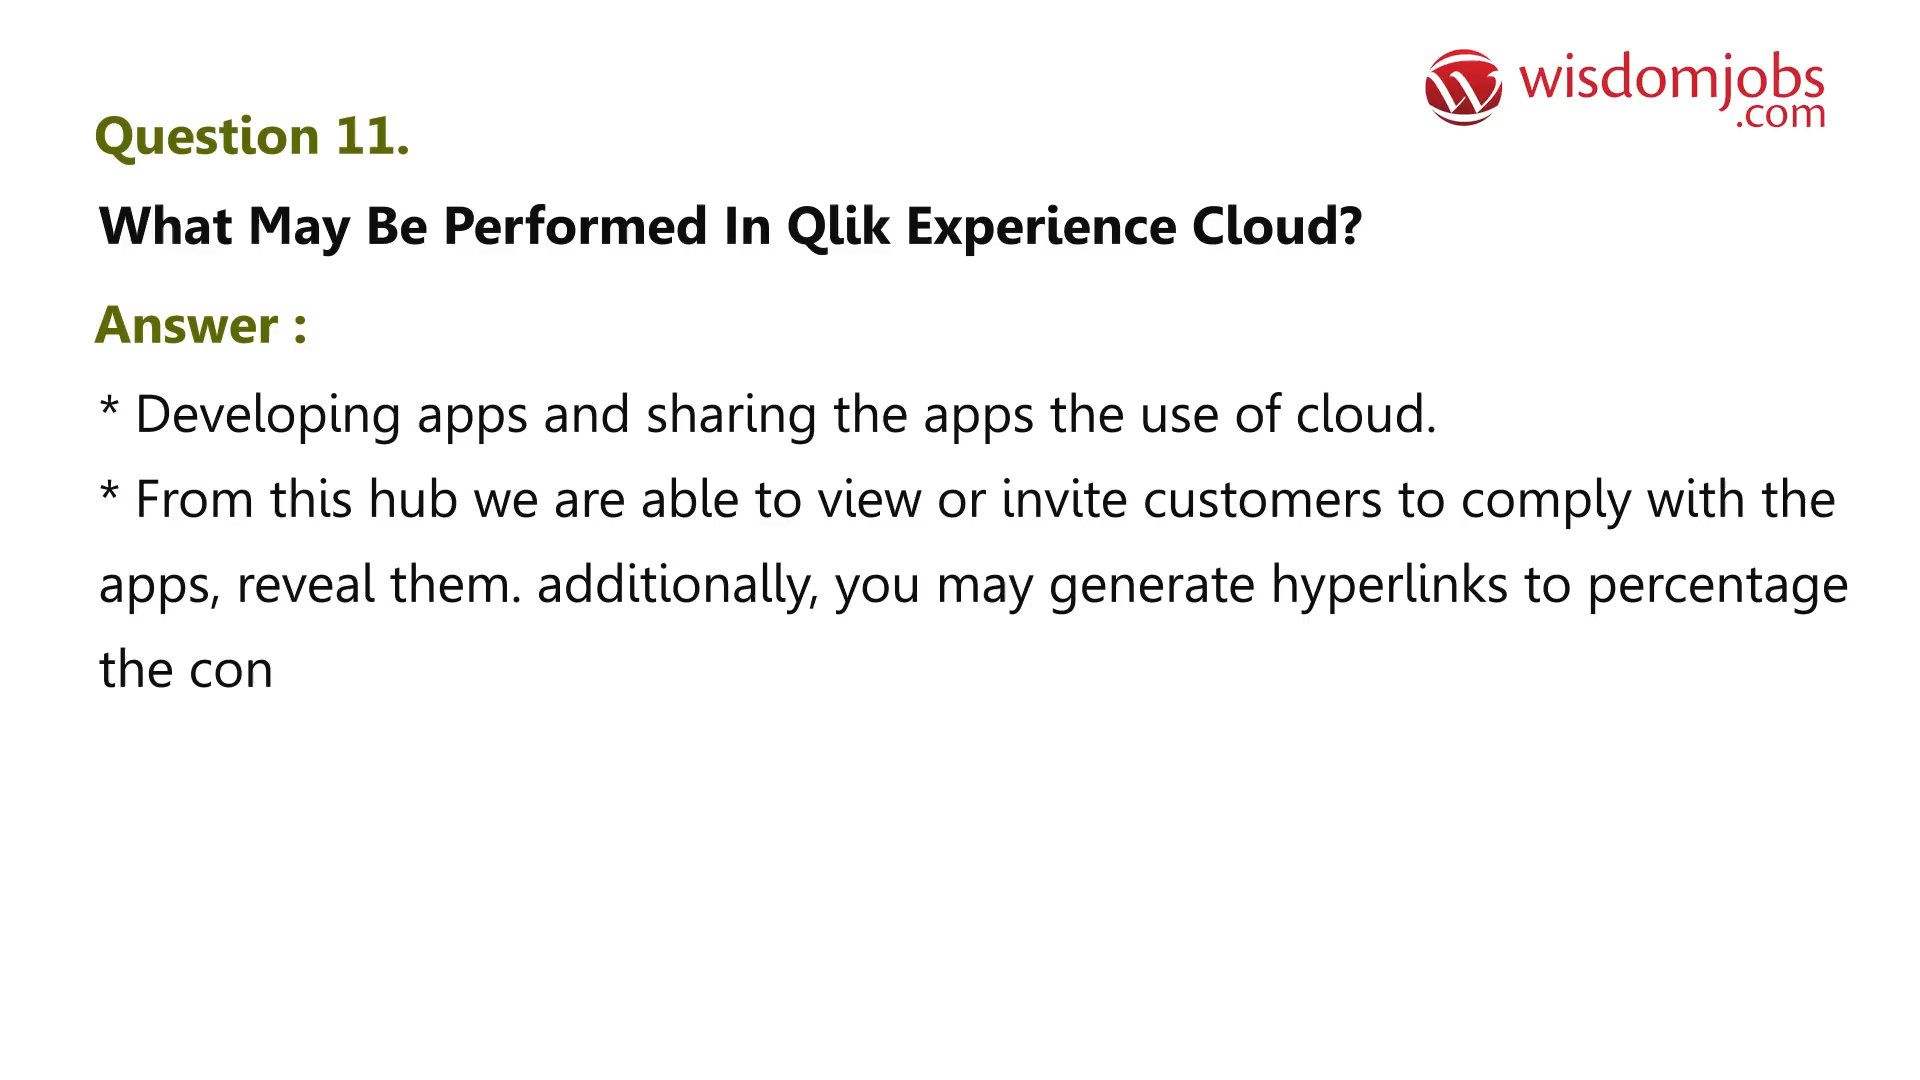 wisdomjobs
.com
Question 11.
What May Be Performed In Qlik Experience Cloud?
Answer :
* Developing apps and sharing the apps the use of cloud.
* From this hub we are able to view or invite customers to comply with the
apps, reveal them. additionally, you may generate hyperlinks to percentage
the con